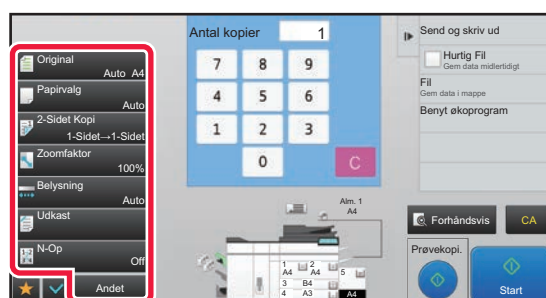 Original
Auto A4
Papirvalg
Auto
2-Sidet Kopi
1-Sidet→1-Sidet
Zoomfaktor
100%
Belysning
Auto
Udkast
N-Op
Off
Andet
Antal kopier 1
7 8 9
4 5 6
1 2 3
0 C
Alm. 1
A4
1 A4
2 A4
3 B4
4 A3
5
A4
Send og skriv ud
Hurtig Fil
Gem data midlertidigt
Fil
Gem data i mappe
Benyt økoprogram
Forhåndsvis
CA
Prøvekopi.
Start